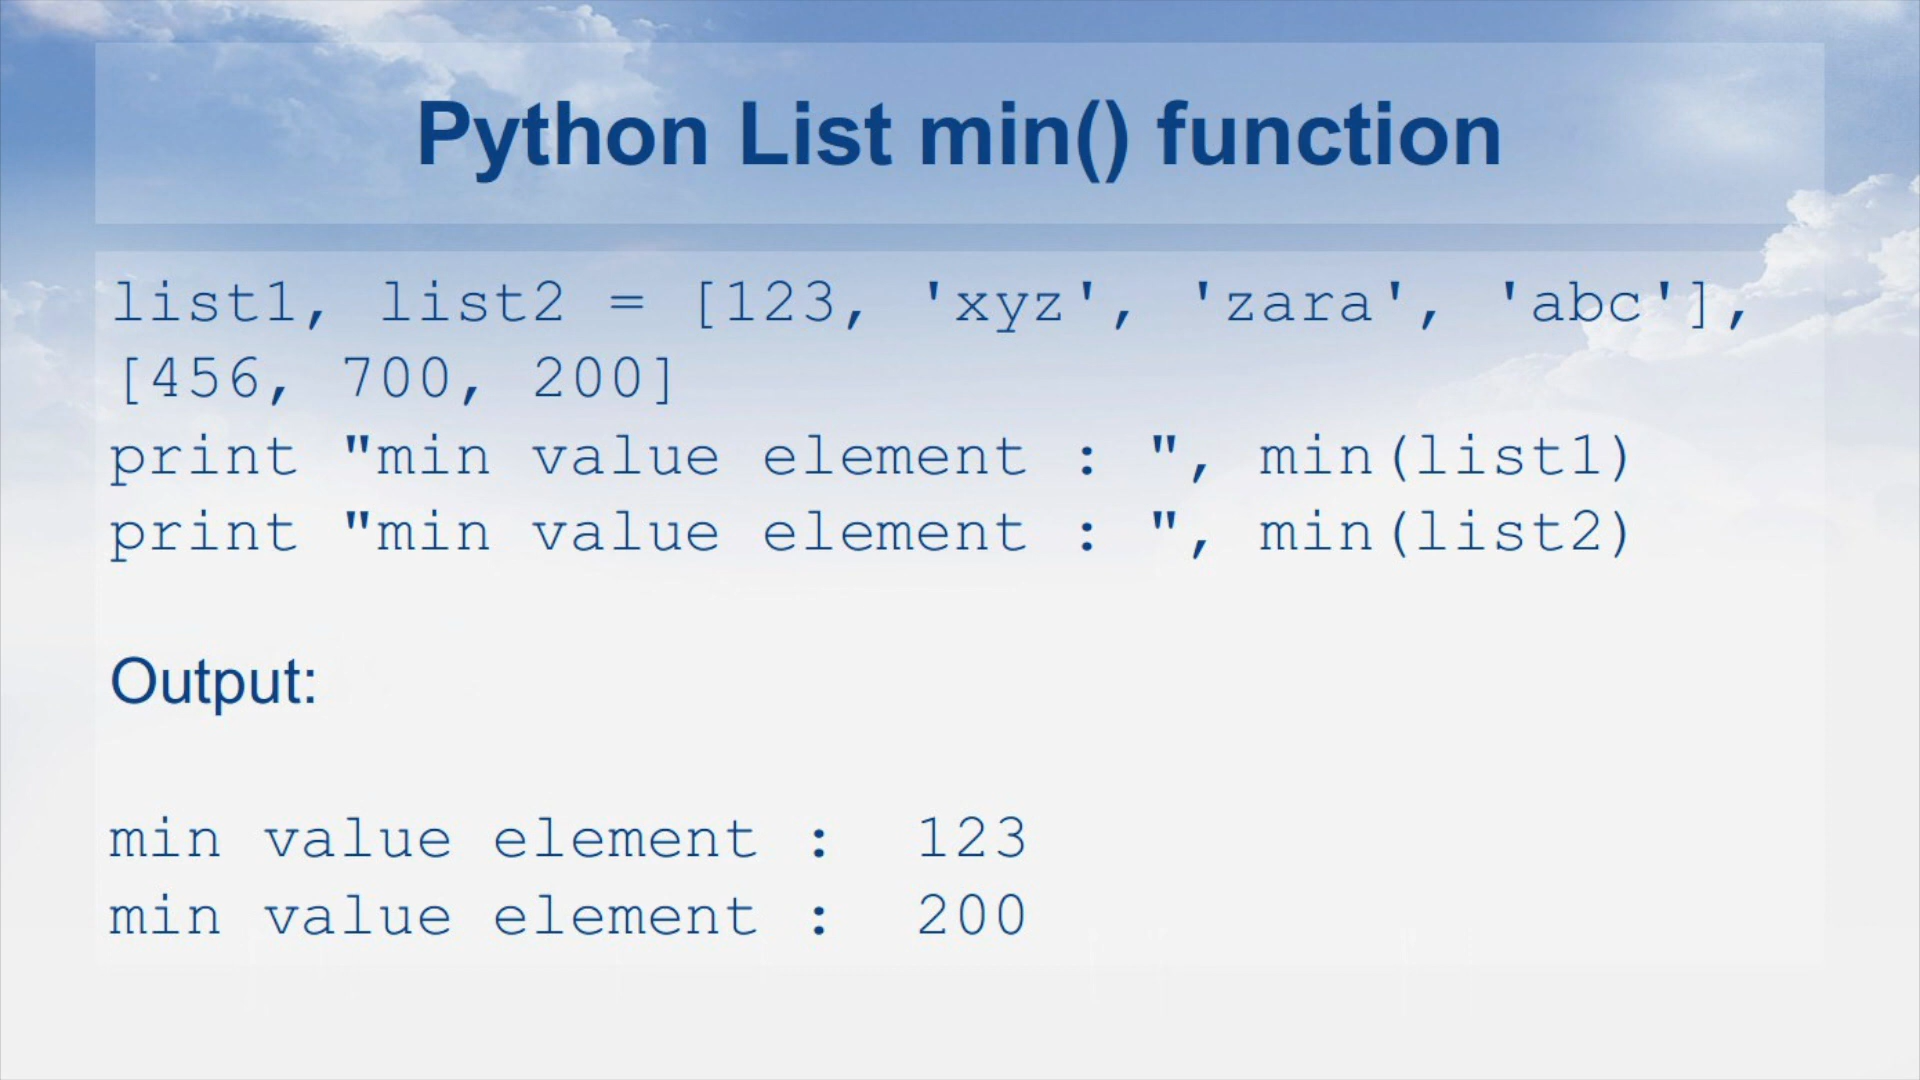 Python List min() function
list1, list2 = [123, 'xyz', 'zara', 'abc'],
[456, 700, 200]
print "min value element : ", min(list1)
print "min value element : ", min(list2)
Output:
min value element :  123
min value element :  200